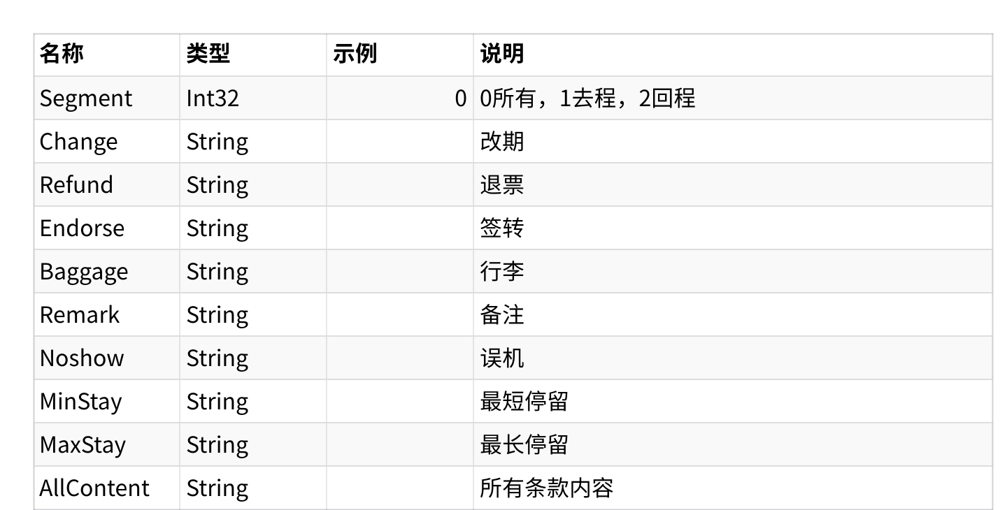 名称 类型 示例 说明
Segment Int32 0 0所有，1去程，2回程
Change String 改期
Refund String 退票
Endorse String 签转
Baggage String 行李
Remark String 备注
Noshow String 误机
MinStay String 最短停留
MaxStay String 最长停留
AllContent String 所有条款内容